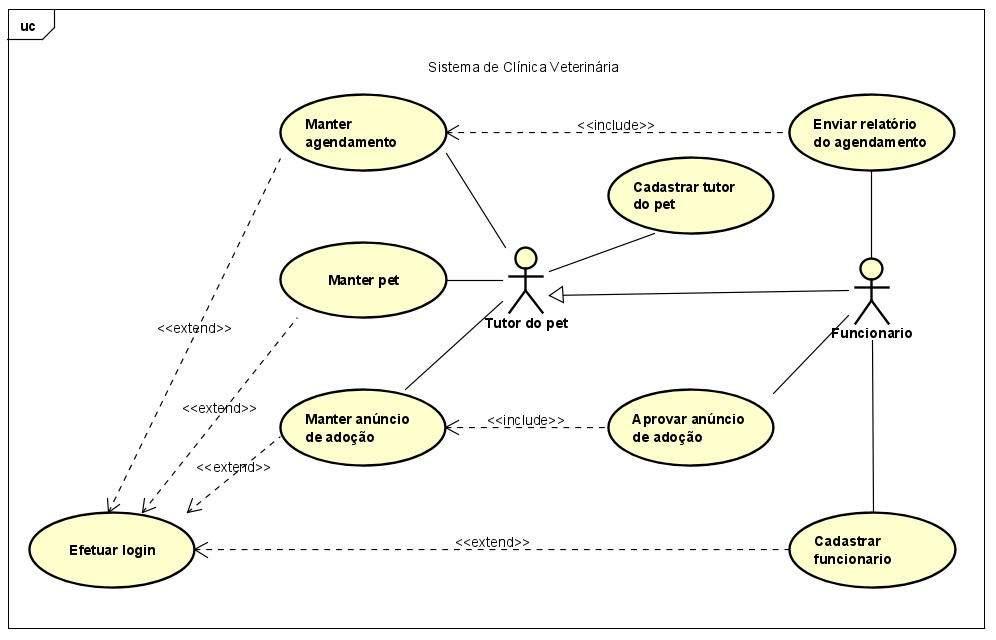 uc
Sistema de Clínica Veterinária
Manter
agendamento
<<include>>
Enviar relatório
do agendamento
Cadastrar tutor
do pet
Manter pet
Tutor do pet
Funcionario
<<extend>>
<<extend>>
Manter anúncio
de adoção
<<include>>
Aprovar anúncio
de adoção
<<extend>>
Efetuar login
<<extend>>
Cadastrar
funcionario